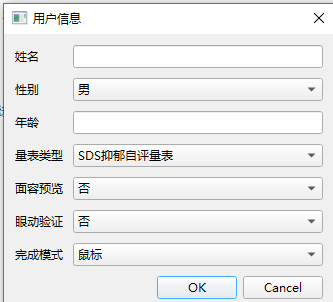 用户信息
姓名
性别 男
年龄
量表类型 SDS抑郁自评量表
面容预览 否
眼动验证 否
完成模式 鼠标
OK Cancel